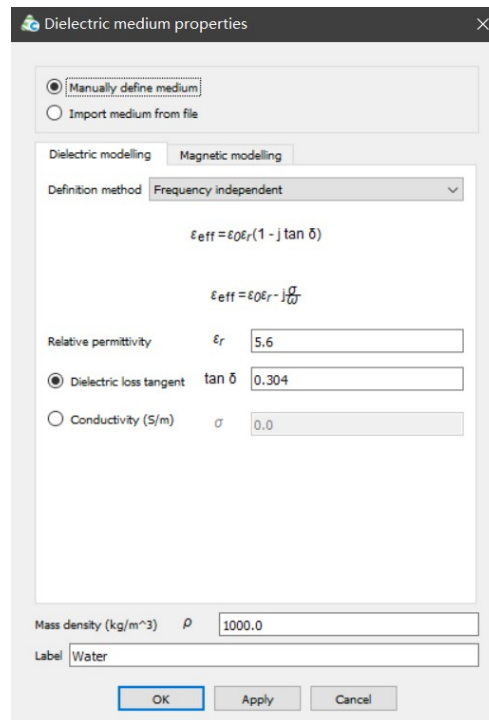 Dielectric medium properties
Manually define medium
Import medium from file
Dielectric modelling Magnetic modelling
Definition method Frequency independent
εeff = ε0εr(1 - j tan δ)
εeff = ε0εr - jσ/ω
Relative permittivity εr 5.6
Dielectric loss tangent tan δ 0.304
Conductivity (S/m) σ 0.0
Mass density (kg/m^3) ρ 1000.0
Label Water
OK Apply Cancel